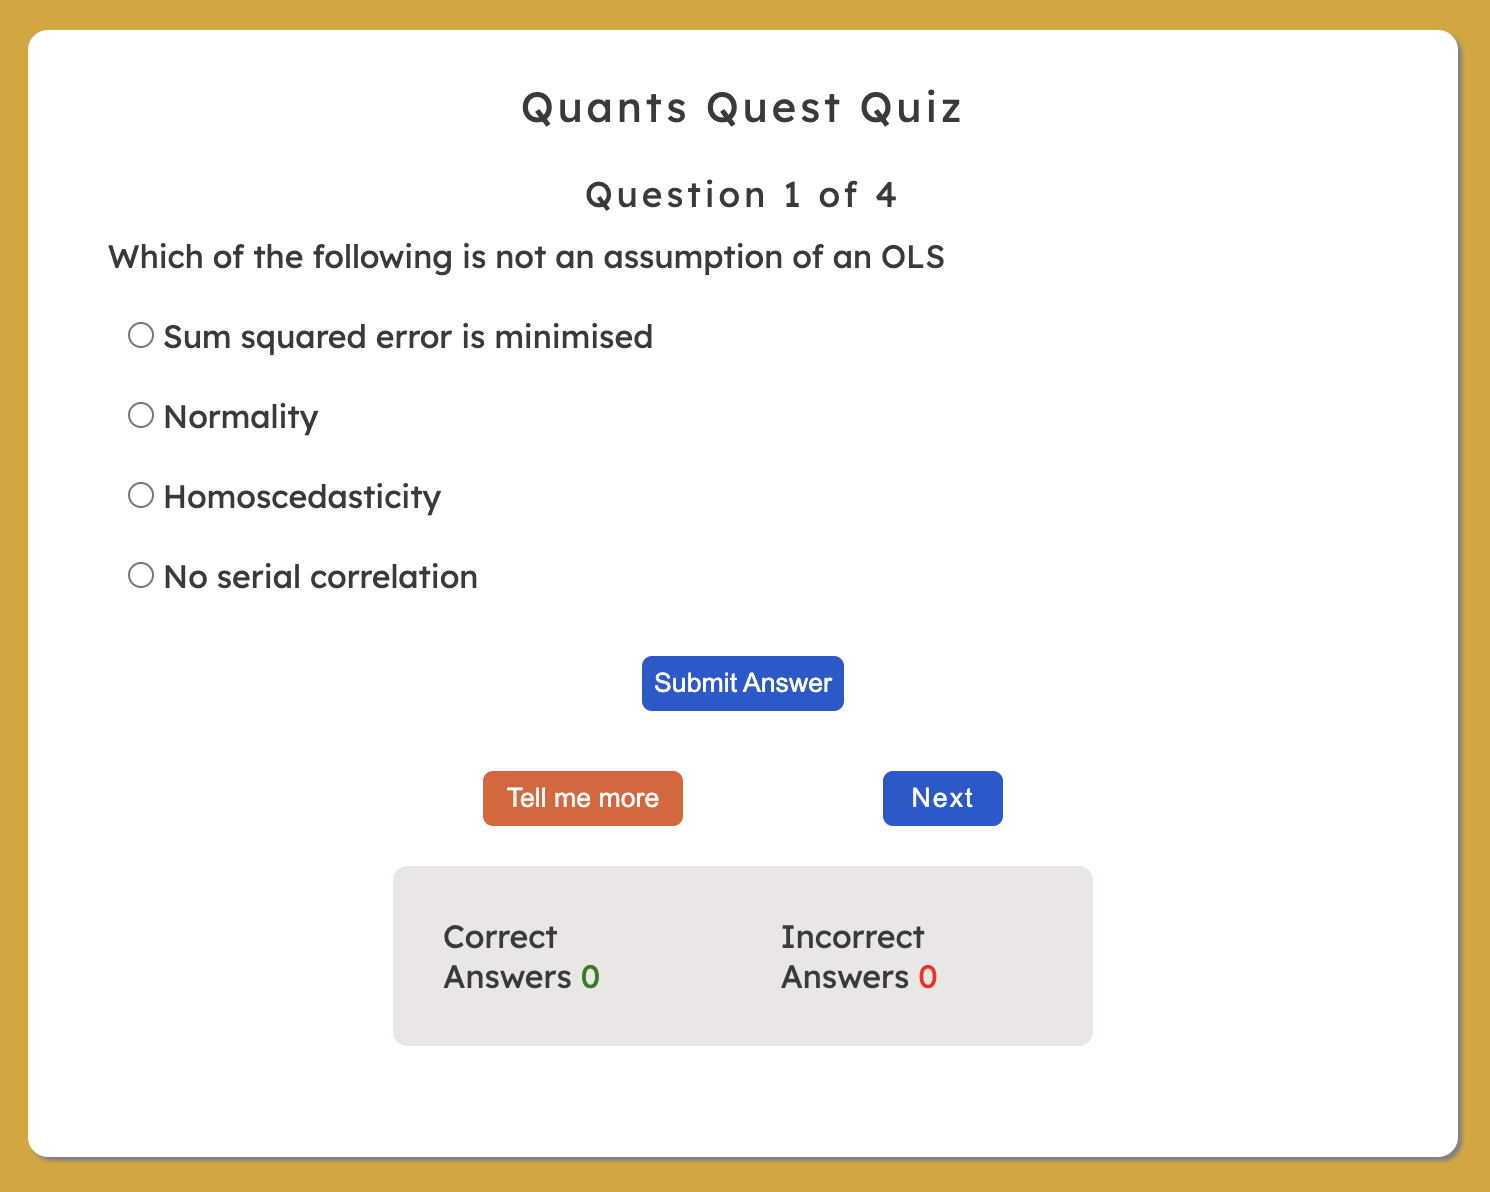 Quants Quest Quiz
Question 1 of 4
Which of the following is not an assumption of an OLS
Sum squared error is minimised
Normality
Homoscedasticity
No serial correlation
Submit Answer
Tell me more
Next
Correct
Answers 0
Incorrect
Answers 0